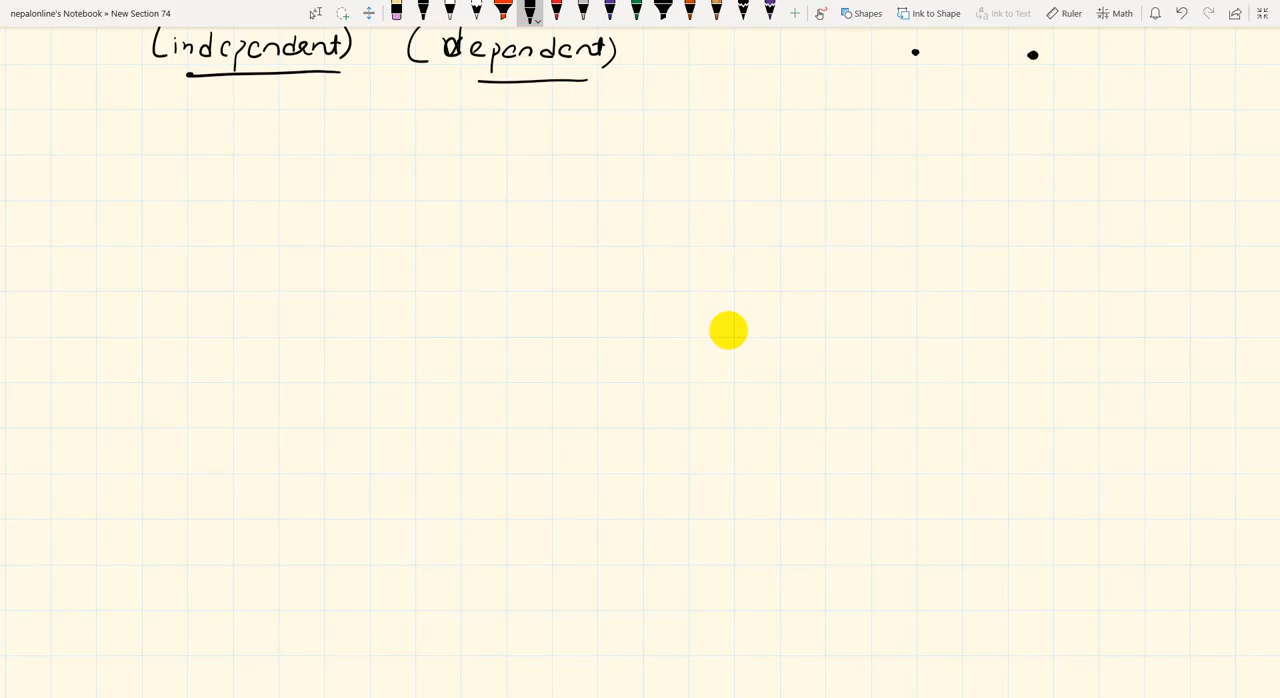 nepalonline's Notebook » New Section 74
Shapes
Ink to Shape
Ink to Text
Ruler
Math
(independent) (dependent)